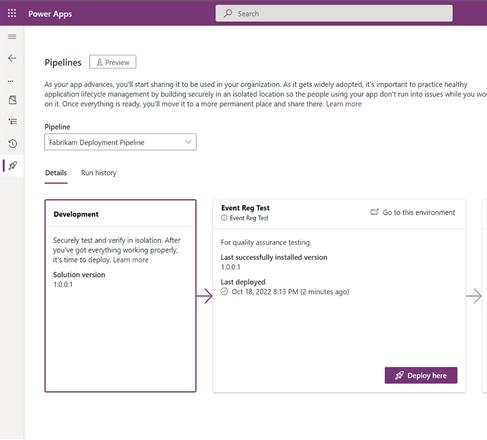 Power Apps
Search
Pipelines
Preview
As your app advances, you'll start sharing it to be used in your organization. As it gets widely adopted, it's important to practice healthy
application lifecycle management by building securely in an isolated location so the people using your app don't run into issues while you wo
on it. Once everything is ready, you'll move it to a more permanent place and share there. Learn more
Pipeline
Fabrikam Deployment Pipeline
Details
Run history
Development
Securely test and verify in isolation. After
you've got everything working properly,
it's time to deploy. Learn more
Solution version
1.0.0.1
Event Reg Test
Event Reg Test
Go to this environment
For quality assurance testing.
Last successfully installed version
1.0.0.1
Last deployed
Oct 18, 2022 8:13 PM (2 minutes ago)
Deploy here